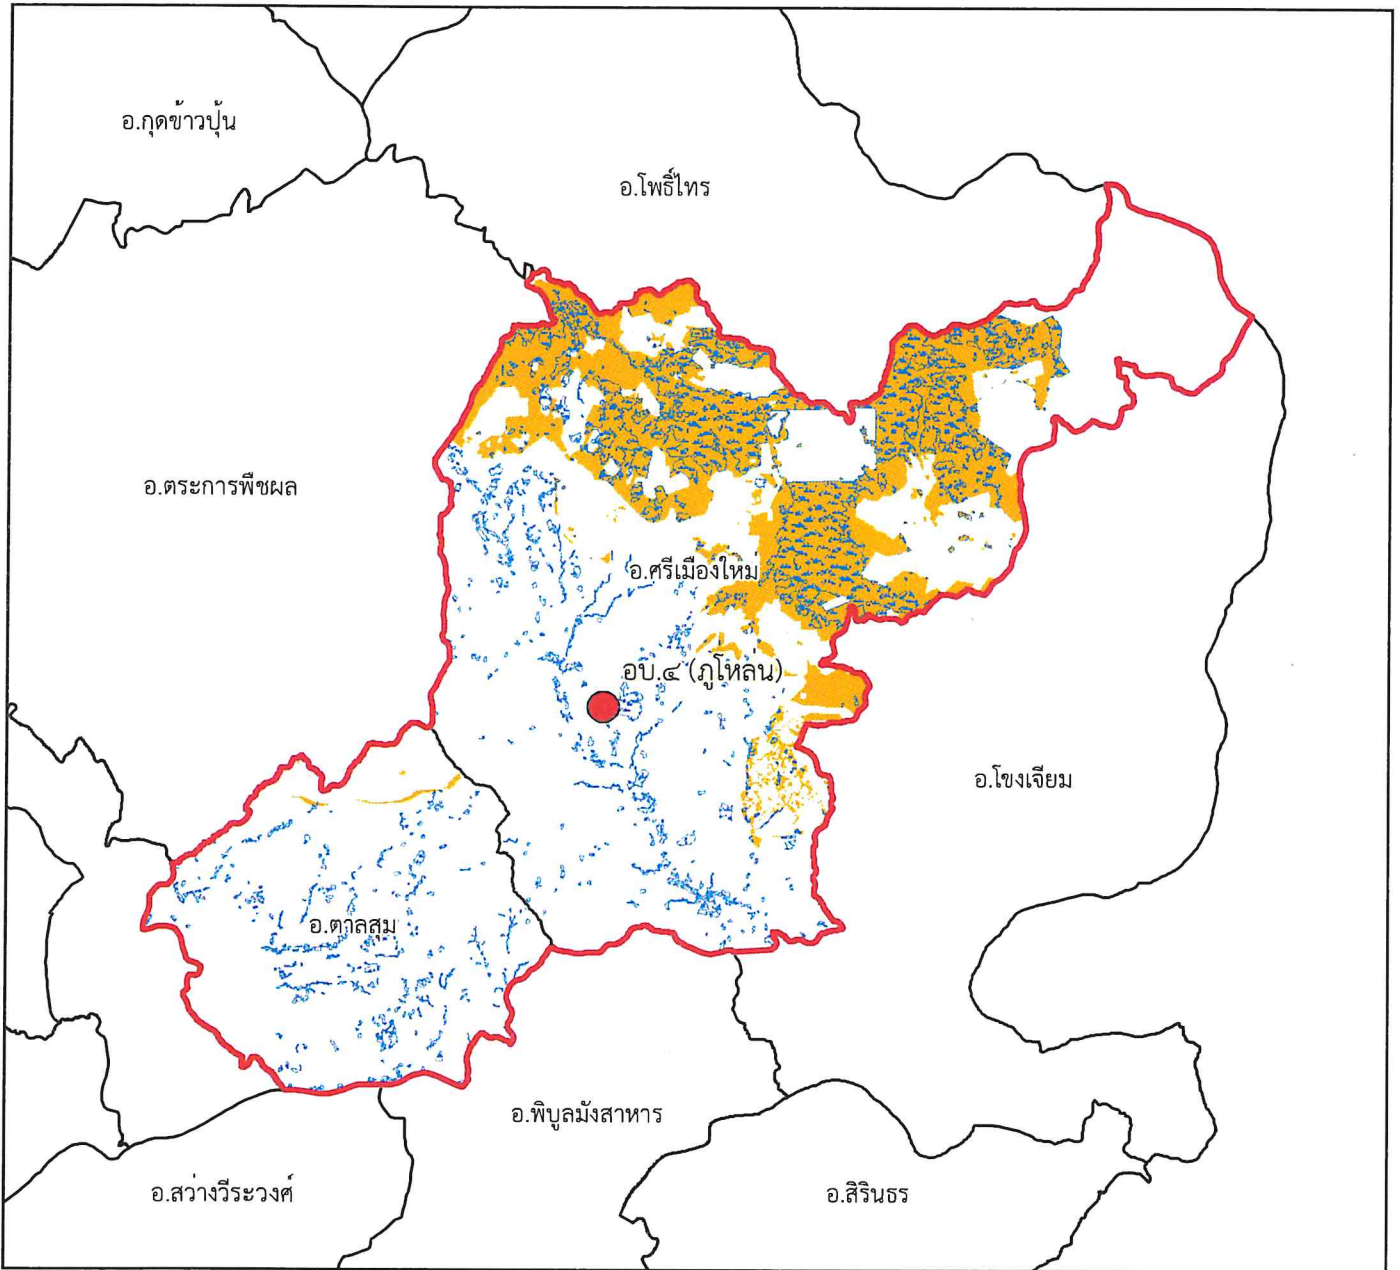 อ.กุดข้าวปุ้น
อ.โพธิ์ไทร
อ.ตระการพืชผล
อ.ศรีเมืองใหม่
อบ.๔ (ภูโหล่น)
อ.โขงเจียม
อ.ตาลสุม
อ.พิบูลมังสาหาร
อ.สว่างวีระวงศ์
อ.สิรินธร